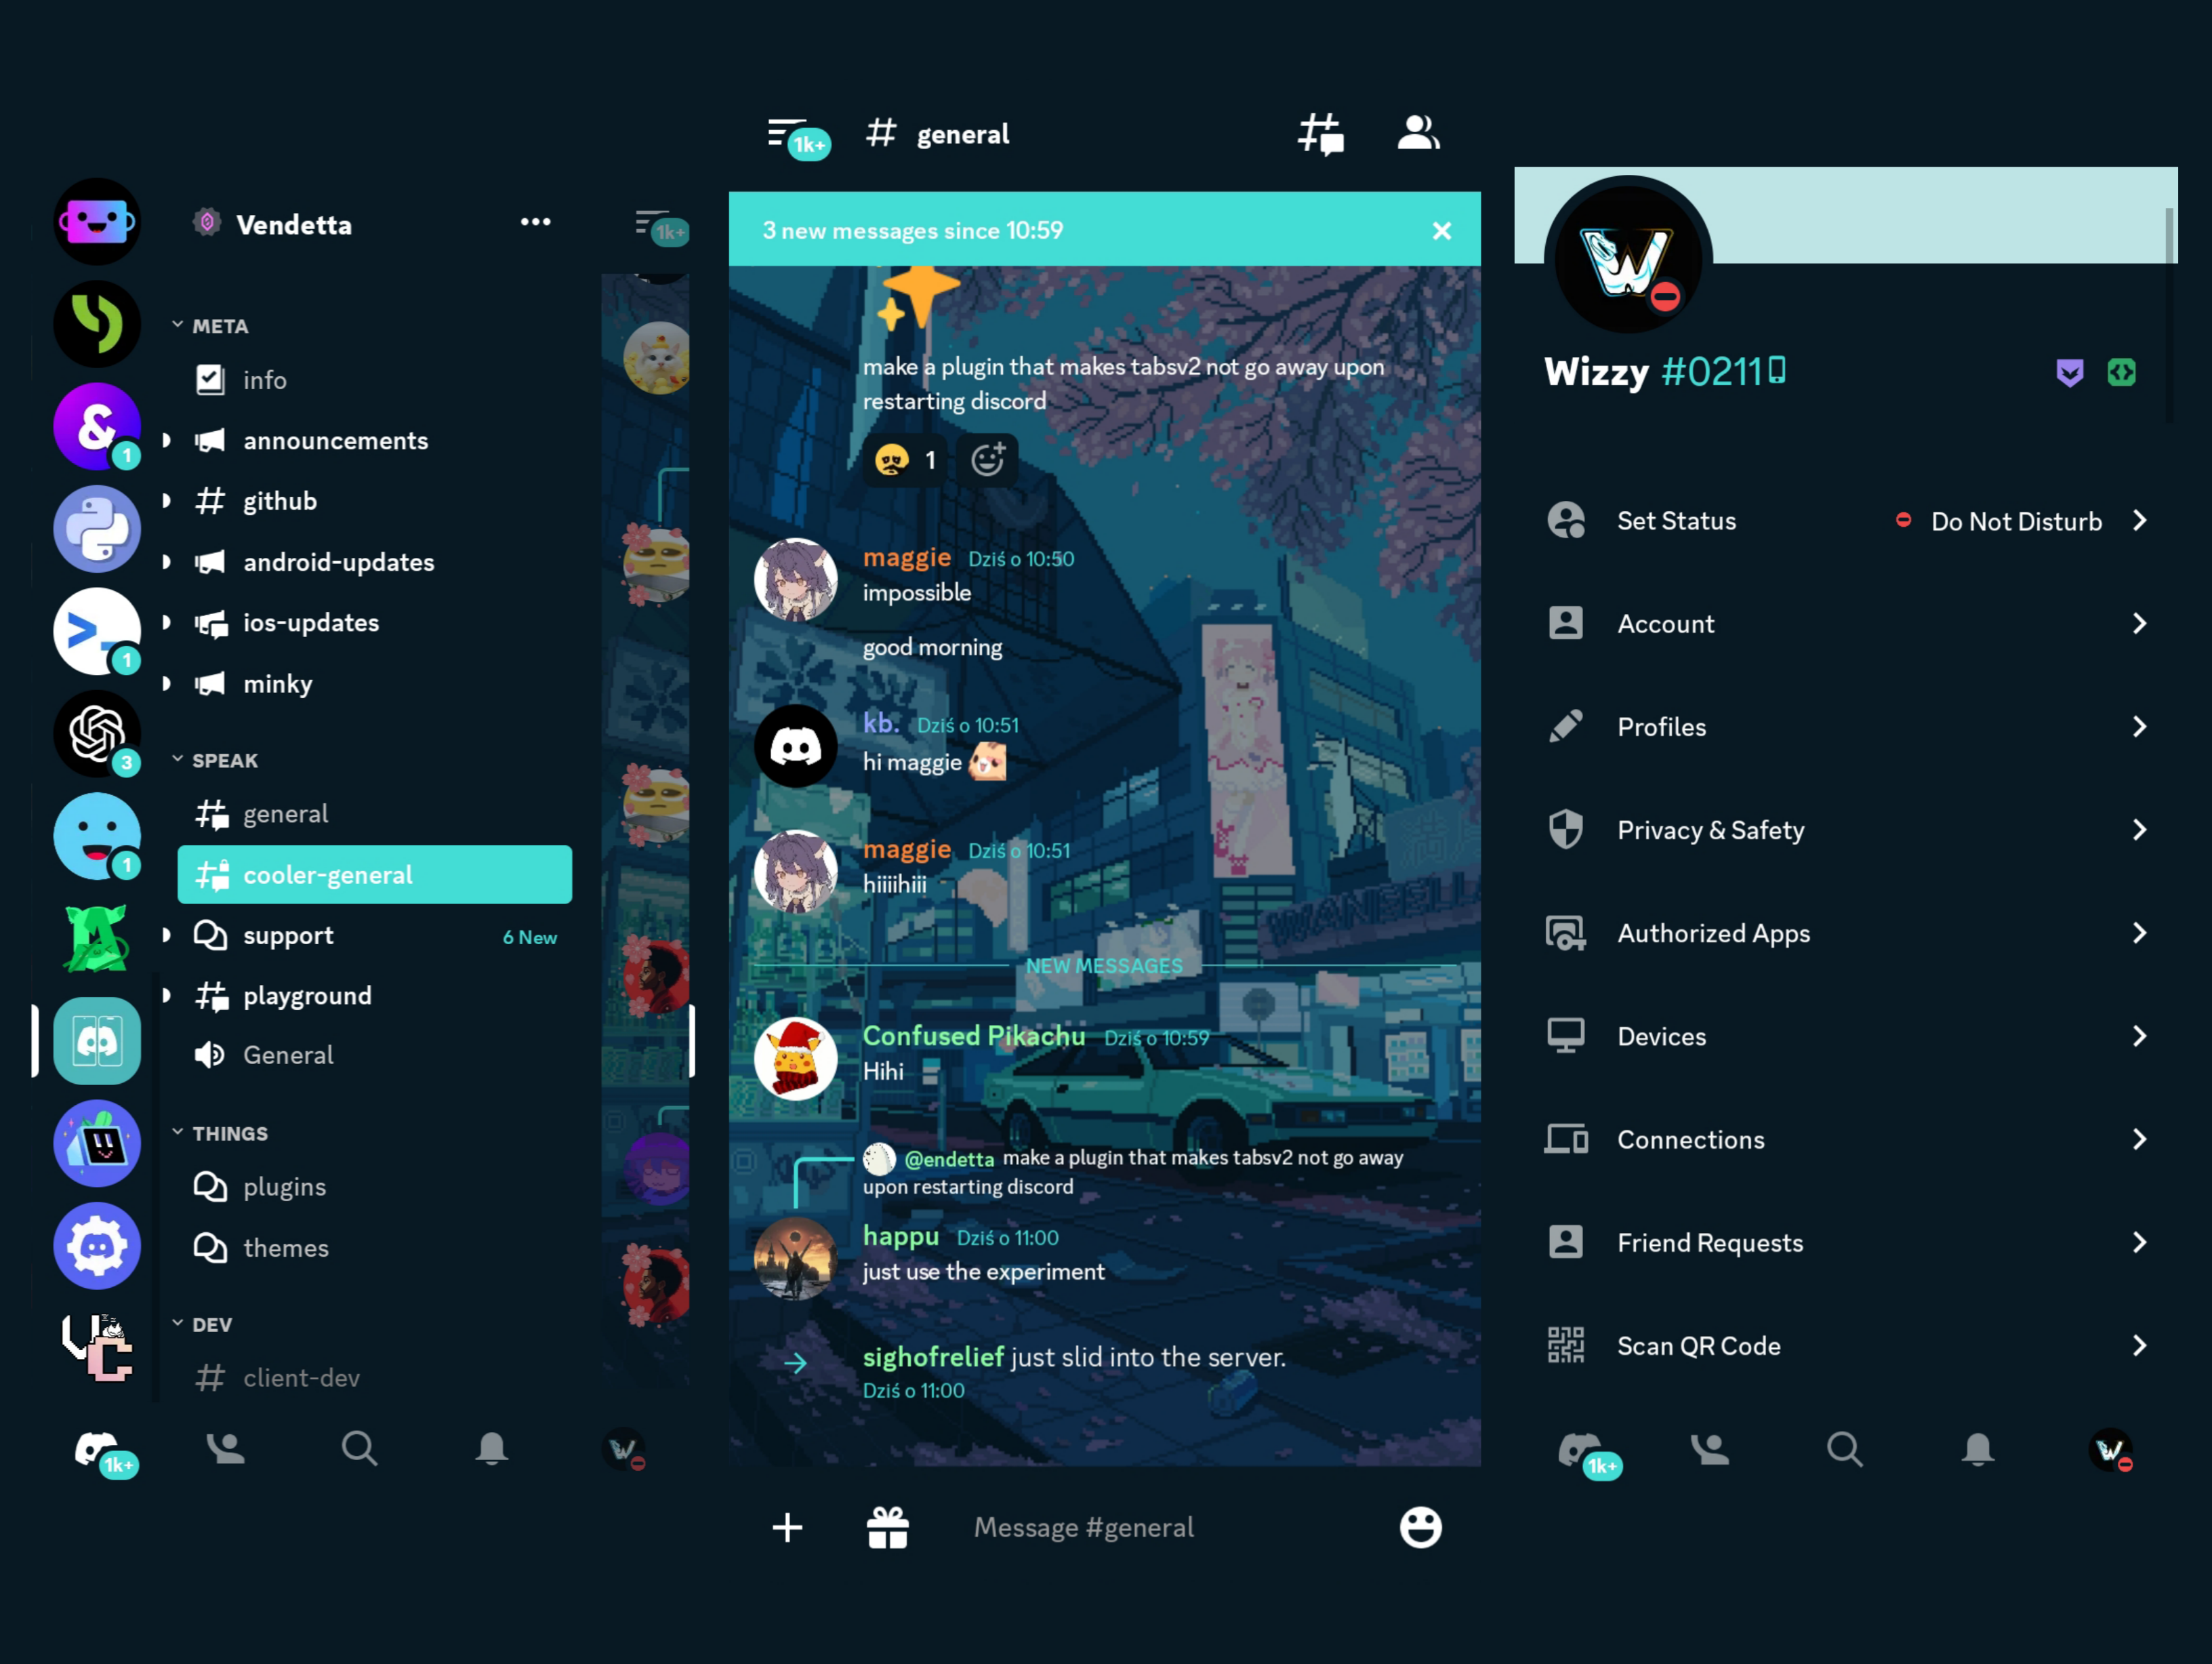 Vendetta
META
info
announcements
github
android-updates
ios-updates
minky
SPEAK
general
cooler-general
support 6 New
playground
General
THINGS
plugins
themes
DEV
client-dev
&
1
>_
1
3
1
1k+
1k+
1k+
# general
3 new messages since 10:59
make a plugin that makes tabsv2 not go away upon
restarting discord
1
maggie Dziś o 10:50
impossible
good morning
kb. Dziś o 10:51
hi maggie
maggie Dziś o 10:51
hiiiihiii
NEW MESSAGES
Confused Pikachu Dziś o 10:59
Hihi
@endetta make a plugin that makes tabsv2 not go away
upon restarting discord
happu Dziś o 11:00
just use the experiment
sighofrelief just slid into the server.
Dziś o 11:00
Message #general
W
Wizzy #0211
Set Status Do Not Disturb
Account
Profiles
Privacy & Safety
Authorized Apps
Devices
Connections
Friend Requests
Scan QR Code
1k+